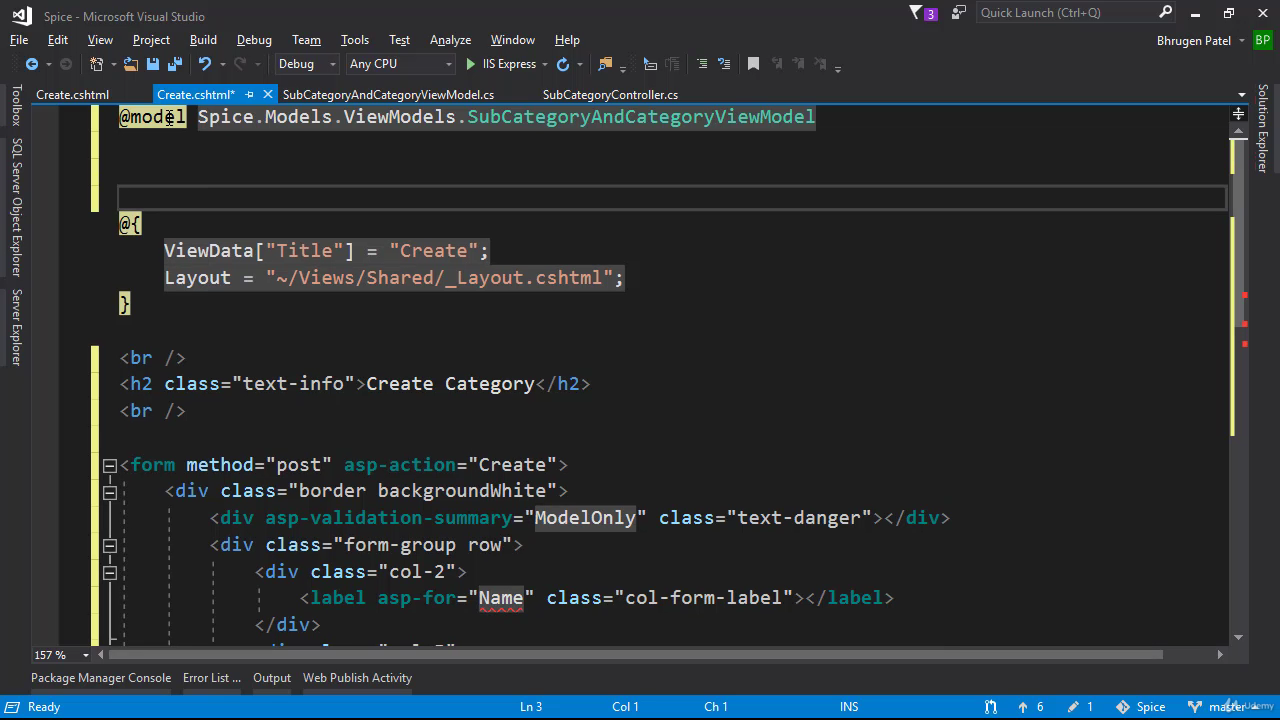 Spice - Microsoft Visual Studio
3
Quick Launch (Ctrl+Q)
File Edit View Project Build Debug Team Tools Test Analyze Window Help
Bhrugen Patel BP
Debug Any CPU IIS Express
Create.cshtml Create.cshtml* SubCategoryAndCategoryViewModel.cs SubCategoryController.cs
Toolbox
SQL Server Object Explorer
Server Explorer
Solution Explorer
@model Spice.Models.ViewModels.SubCategoryAndCategoryViewModel
@{
ViewData["Title"] = "Create";
Layout = "~/Views/Shared/_Layout.cshtml";
}
<br />
<h2 class="text-info">Create Category</h2>
<br />
<form method="post" asp-action="Create">
<div class="border backgroundWhite">
<div asp-validation-summary="ModelOnly" class="text-danger"></div>
<div class="form-group row">
<div class="col-2">
<label asp-for="Name" class="col-form-label"></label>
</div>
157 %
Package Manager Console Error List ... Output Web Publish Activity
Ready Ln 3 Col 1 Ch 1 INS 6 1 Spice master
Udemy